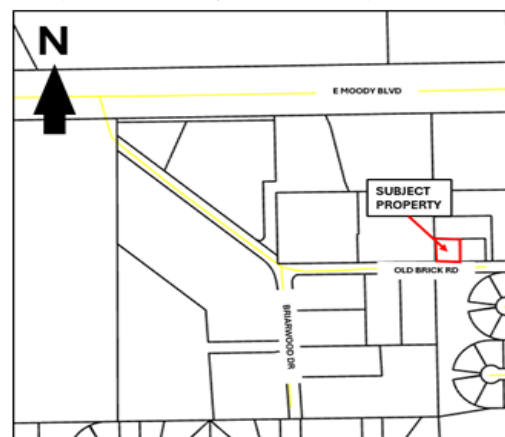 N
E MOODY BLVD
SUBJECT
PROPERTY
OLD BRICK RD
BRIARWOOD DR